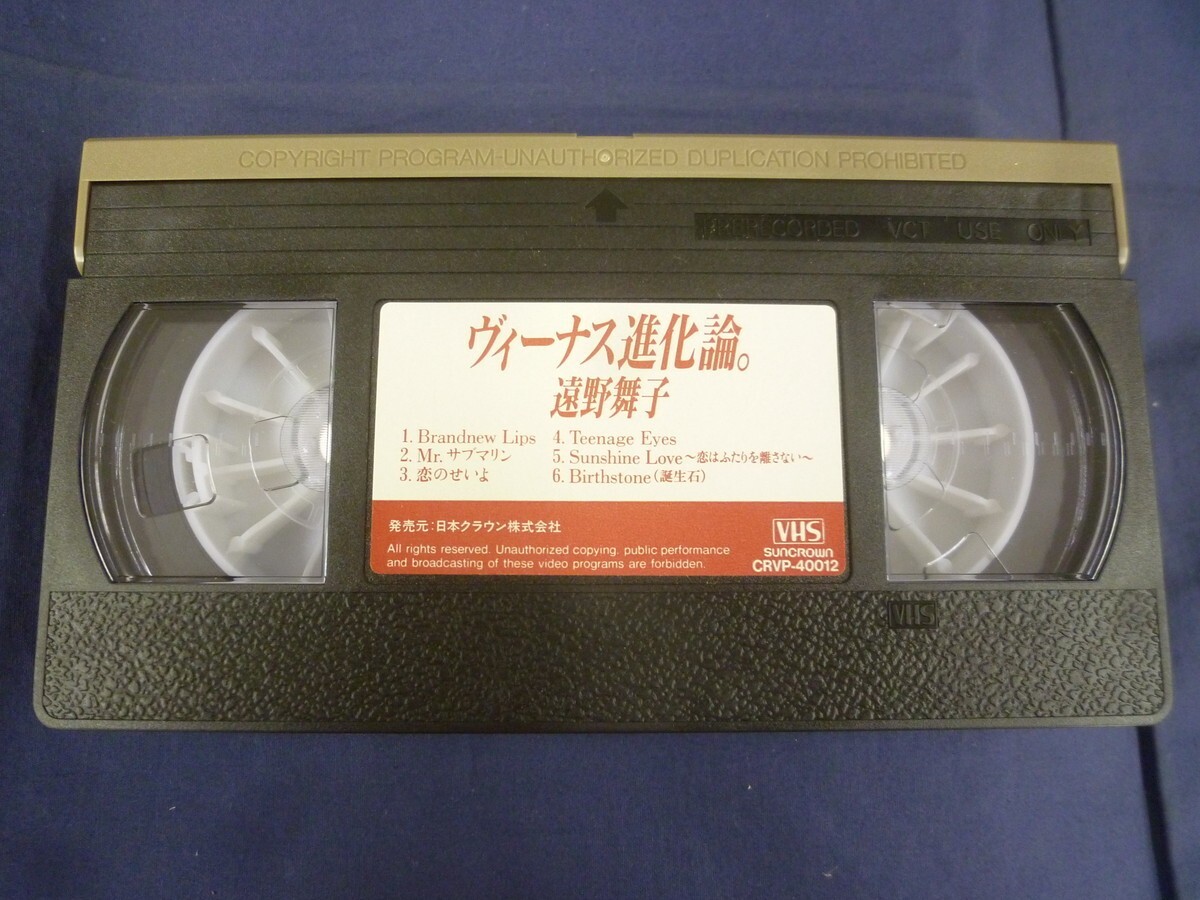 COPYRIGHT PROGRAM-UNAUTHORIZED DUPLICATION PROHIBITED
PRERECORDED VCT USE ONLY
ヴィーナス進化論。
遠野舞子
1. Brandnew Lips
2. Mr. サブマリン
3. 恋のせいよ
4. Teenage Eyes
5. Sunshine Love～恋はふたりを離さない～
6. Birthstone(誕生石)
発売元:日本クラウン株式会社
All rights reserved. Unauthorized copying. public performance
and broadcasting of these video programs are forbidden.
VHS
SUNCROWN
CRVP-40012
VHS